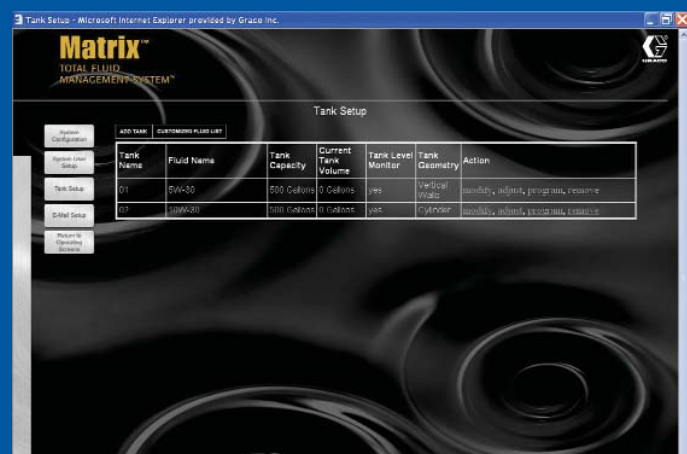 Tank Setup - Microsoft Internet Explorer provided by Graco Inc.
Matrix™
TOTAL FLUID
MANAGEMENT SYSTEM™
GRACO
Tank Setup
System
Configuration
System User
Setup
Tank Setup
E-Mail Setup
Return to
Operating
Screens
ADD TANK CUSTOMIZED FLUID LIST
Tank Name Fluid Name Tank Capacity Current Tank Volume Tank Level Monitor Tank Geometry Action
01 5W-30 500 Gallons 0 Gallons yes Vertical Walls modify, adjust, program, remove
02 10W-30 500 Gallons 0 Gallons yes Cylinder modify, adjust, program, remove